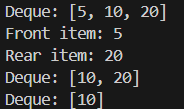 Deque: [5, 10, 20]
Front item: 5
Rear item: 20
Deque: [10, 20]
Deque: [10]